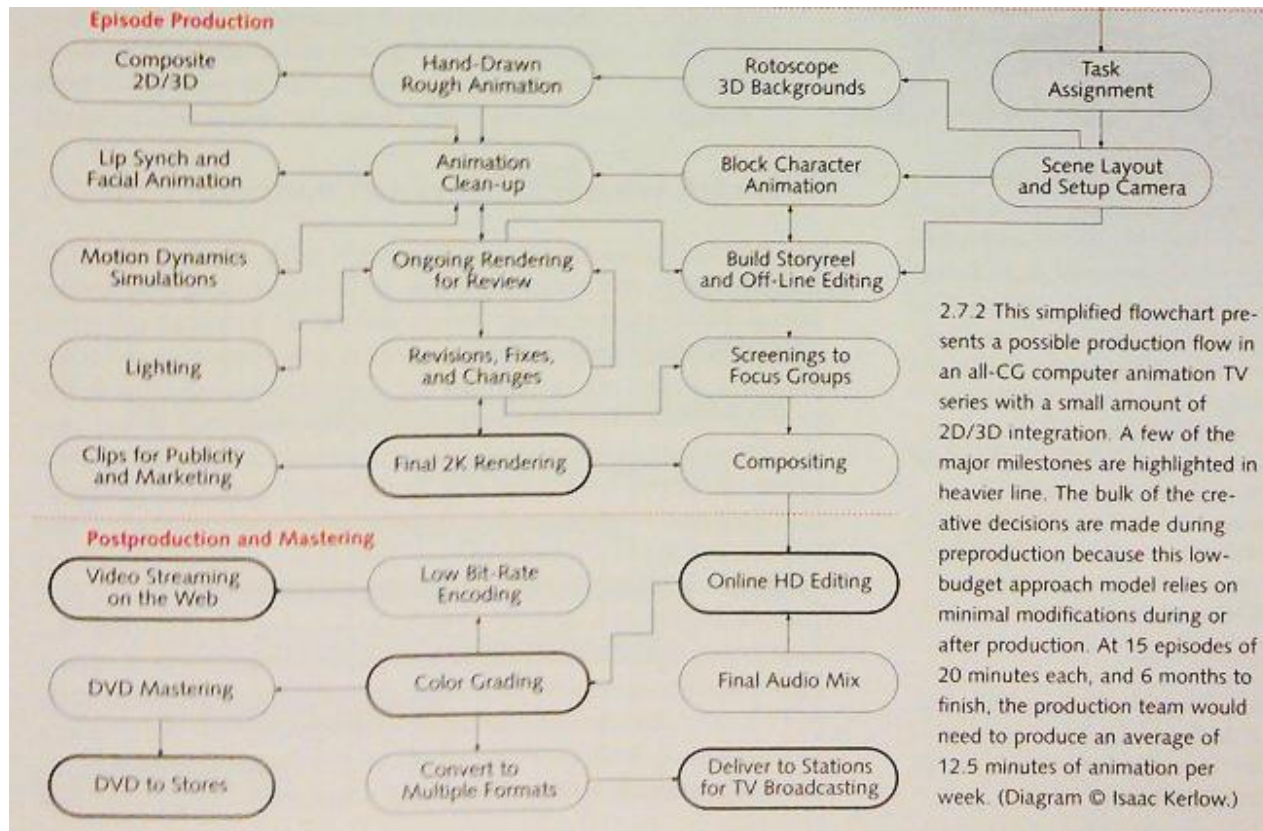 Episode Production
Composite
2D/3D
Hand-Drawn
Rough Animation
Rotoscope
3D Backgrounds
Task
Assignment
Lip Synch and
Facial Animation
Animation
Clean-up
Block Character
Animation
Scene Layout
and Setup Camera
Motion Dynamics
Simulations
Ongoing Rendering
for Review
Build Storyreel
and Off-Line Editing
Lighting
Revisions, Fixes,
and Changes
Screenings to
Focus Groups
Clips for Publicity
and Marketing
Final 2K Rendering
Compositing
Postproduction and Mastering
Video Streaming
on the Web
Low Bit-Rate
Encoding
Online HD Editing
DVD Mastering
Color Grading
Final Audio Mix
DVD to Stores
Convert to
Multiple Formats
Deliver to Stations
for TV Broadcasting
2.7.2 This simplified flowchart pre-
sents a possible production flow in
an all-CG computer animation TV
series with a small amount of
2D/3D integration. A few of the
major milestones are highlighted in
heavier line. The bulk of the cre-
ative decisions are made during
preproduction because this low-
budget approach model relies on
minimal modifications during or
after production. At 15 episodes of
20 minutes each, and 6 months to
finish, the production team would
need to produce an average of
12.5 minutes of animation per
week. (Diagram © Isaac Kerlow.)